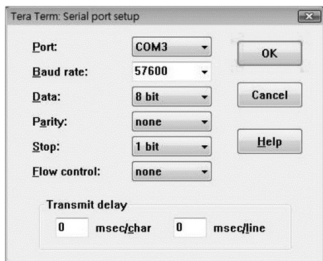 Tera Term: Serial port setup
Port: COM3 OK
Baud rate: 57600
Data: 8 bit Cancel
Parity: none
Stop: 1 bit Help
Flow control: none
Transmit delay
0 msec/char 0 msec/line